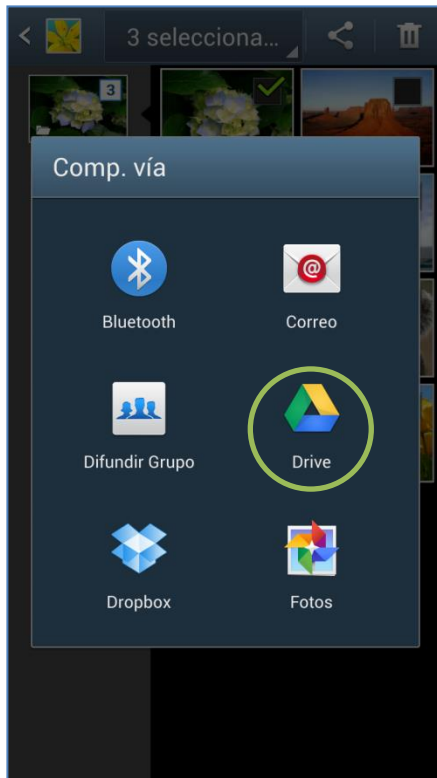 3 selecciona...
3
Comp. vía
Bluetooth
Correo
@
Difundir Grupo
Drive
Dropbox
Fotos